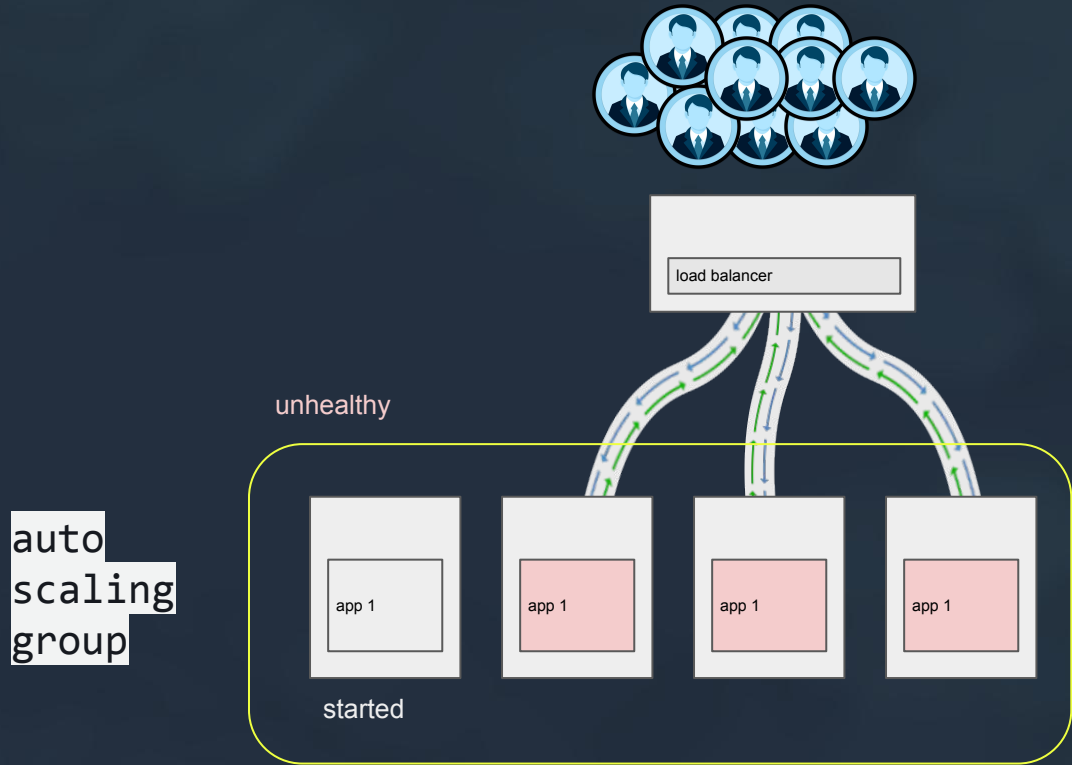 load balancer
unhealthy
auto
scaling
group
app 1
app 1
app 1
app 1
started